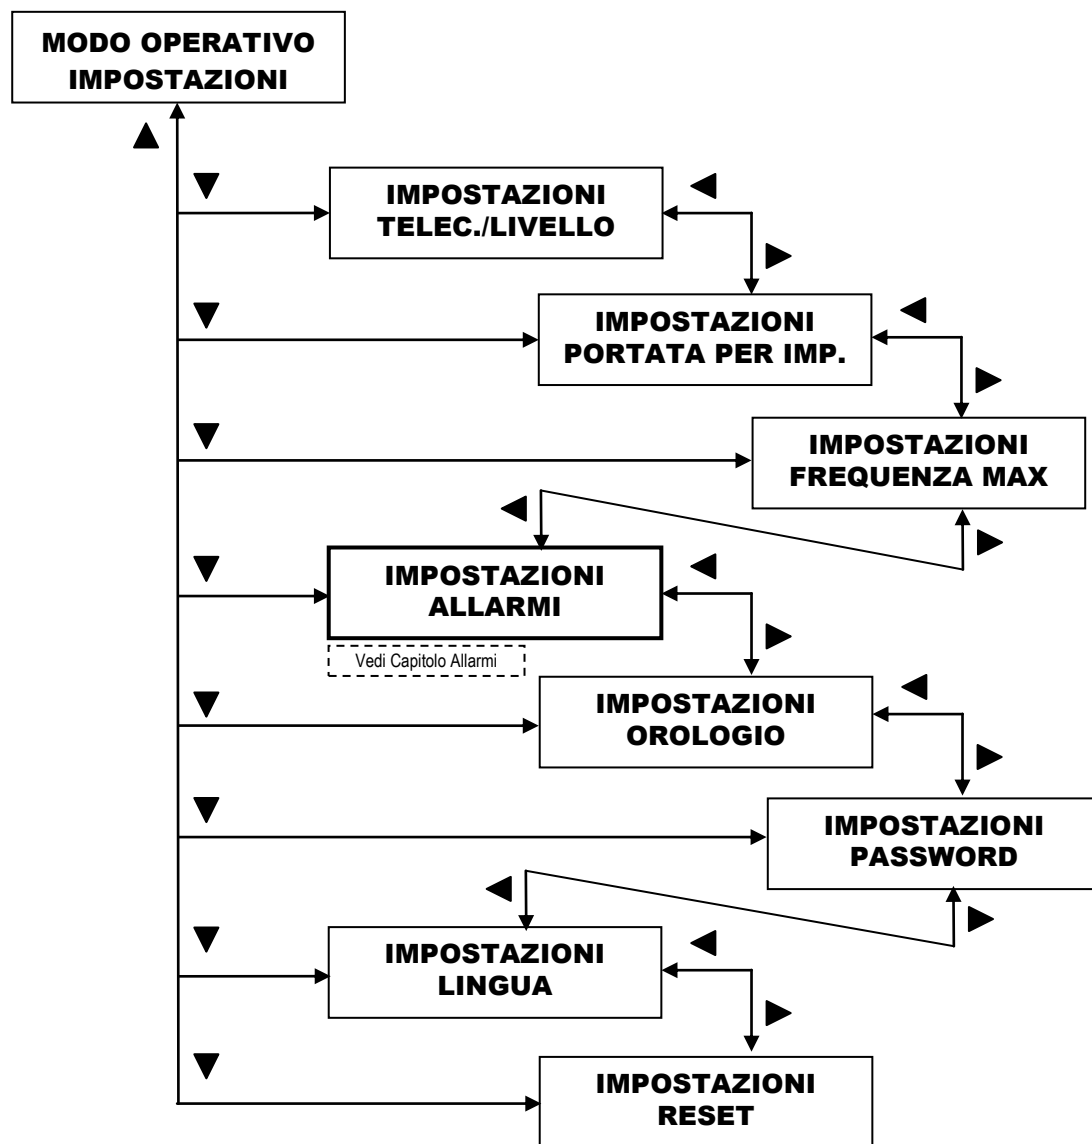 MODO OPERATIVO
IMPOSTAZIONI
IMPOSTAZIONI
TELEC./LIVELLO
IMPOSTAZIONI
PORTATA PER IMP.
IMPOSTAZIONI
FREQUENZA MAX
IMPOSTAZIONI
ALLARMI
Vedi Capitolo Allarmi
IMPOSTAZIONI
OROLOGIO
IMPOSTAZIONI
PASSWORD
IMPOSTAZIONI
LINGUA
IMPOSTAZIONI
RESET